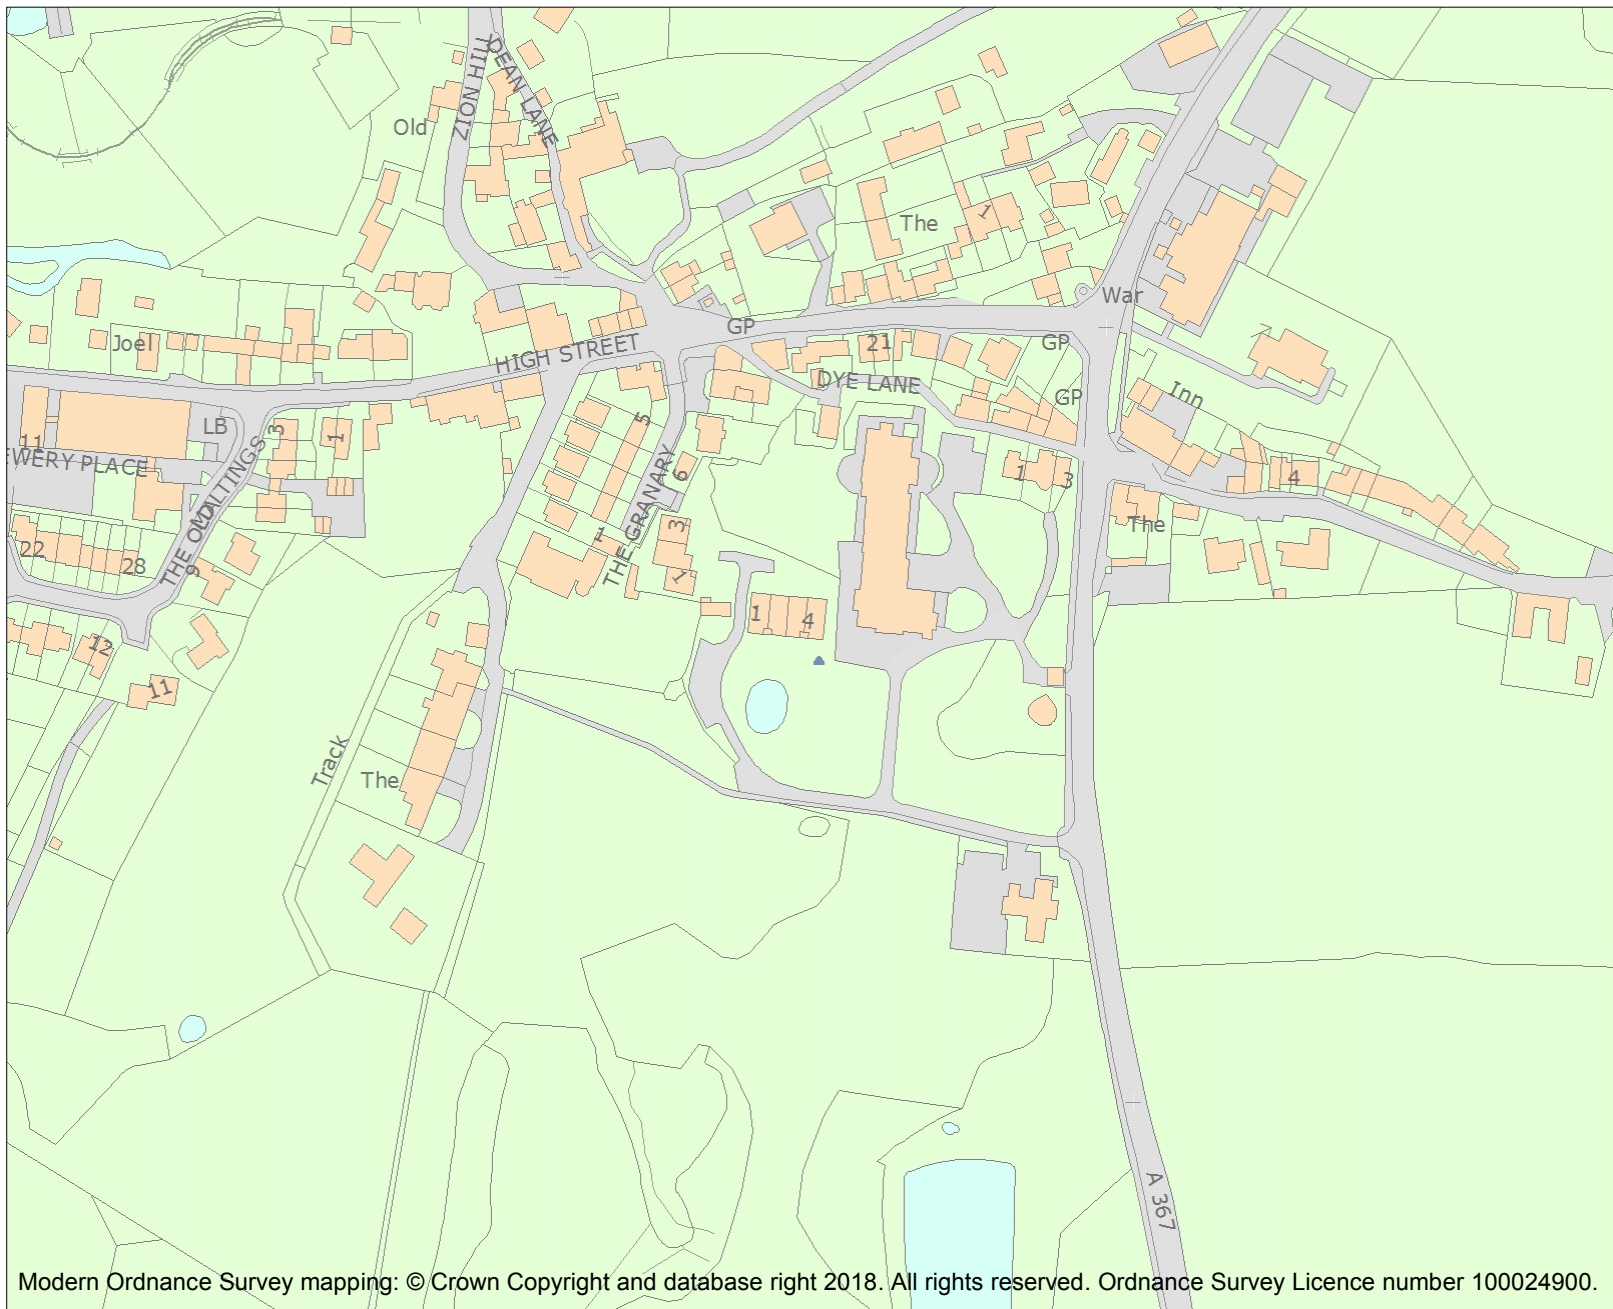 ZION HILL
DEAN LANE
Old
The
1
War
GP
HIGH STREET
Joel
21
GP
7
DYE LANE
GP
Inn
LB
3
1
5
11
EWERY PLACE
THE OLD MALTINGS
6
1
3
4
THE GRANARY
3
The
22
28
9
1
1
1
4
12
11
Track
The
A 367
Modern Ordnance Survey mapping: © Crown Copyright and database right 2018. All rights reserved. Ordnance Survey Licence number 100024900.